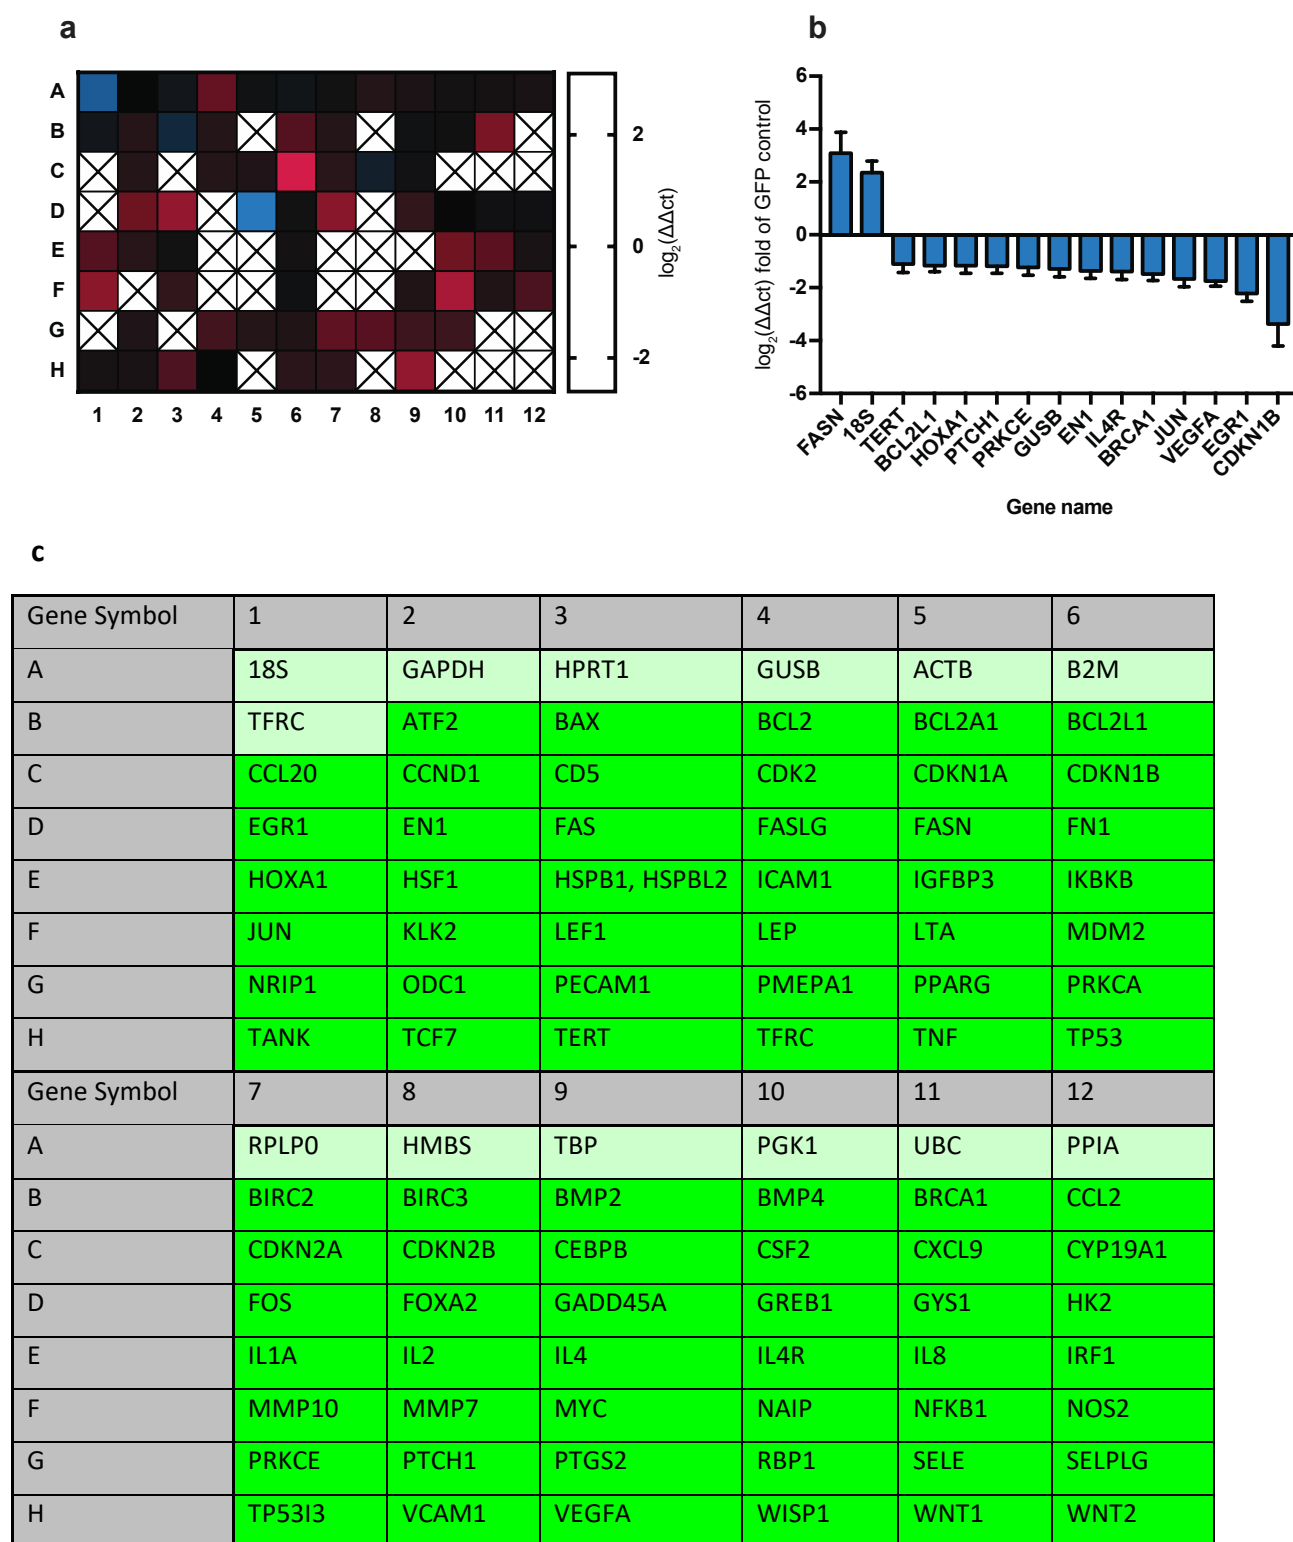 a
A
B
C
D
E
F
G
H
1 2 3 4 5 6 7 8 9 10 11 12
2
0
-2
log2(ΔΔct)
b
log2(ΔΔct) fold of GFP control
6
4
2
0
-2
-4
-6
FASN
18S
TERT
BCL2L1
HOXA1
PTCH1
PRKCE
GUSB
EN1
IL4R
BRCA1
JUN
VEGFA
EGR1
CDKN1B
Gene name
c
Gene Symbol 1 2 3 4 5 6
A 18S GAPDH HPRT1 GUSB ACTB B2M
B TFRC ATF2 BAX BCL2 BCL2A1 BCL2L1
C CCL20 CCND1 CD5 CDK2 CDKN1A CDKN1B
D EGR1 EN1 FAS FASLG FASN FN1
E HOXA1 HSF1 HSPB1, HSPBL2 ICAM1 IGFBP3 IKBKB
F JUN KLK2 LEF1 LEP LTA MDM2
G NRIP1 ODC1 PECAM1 PMEPA1 PPARG PRKCA
H TANK TCF7 TERT TFRC TNF TP53
Gene Symbol 7 8 9 10 11 12
A RPLP0 HMBS TBP PGK1 UBC PPIA
B BIRC2 BIRC3 BMP2 BMP4 BRCA1 CCL2
C CDKN2A CDKN2B CEBPB CSF2 CXCL9 CYP19A1
D FOS FOXA2 GADD45A GREB1 GYS1 HK2
E IL1A IL2 IL4 IL4R IL8 IRF1
F MMP10 MMP7 MYC NAIP NFKB1 NOS2
G PRKCE PTCH1 PTGS2 RBP1 SELE SELPLG
H TP53I3 VCAM1 VEGFA WISP1 WNT1 WNT2